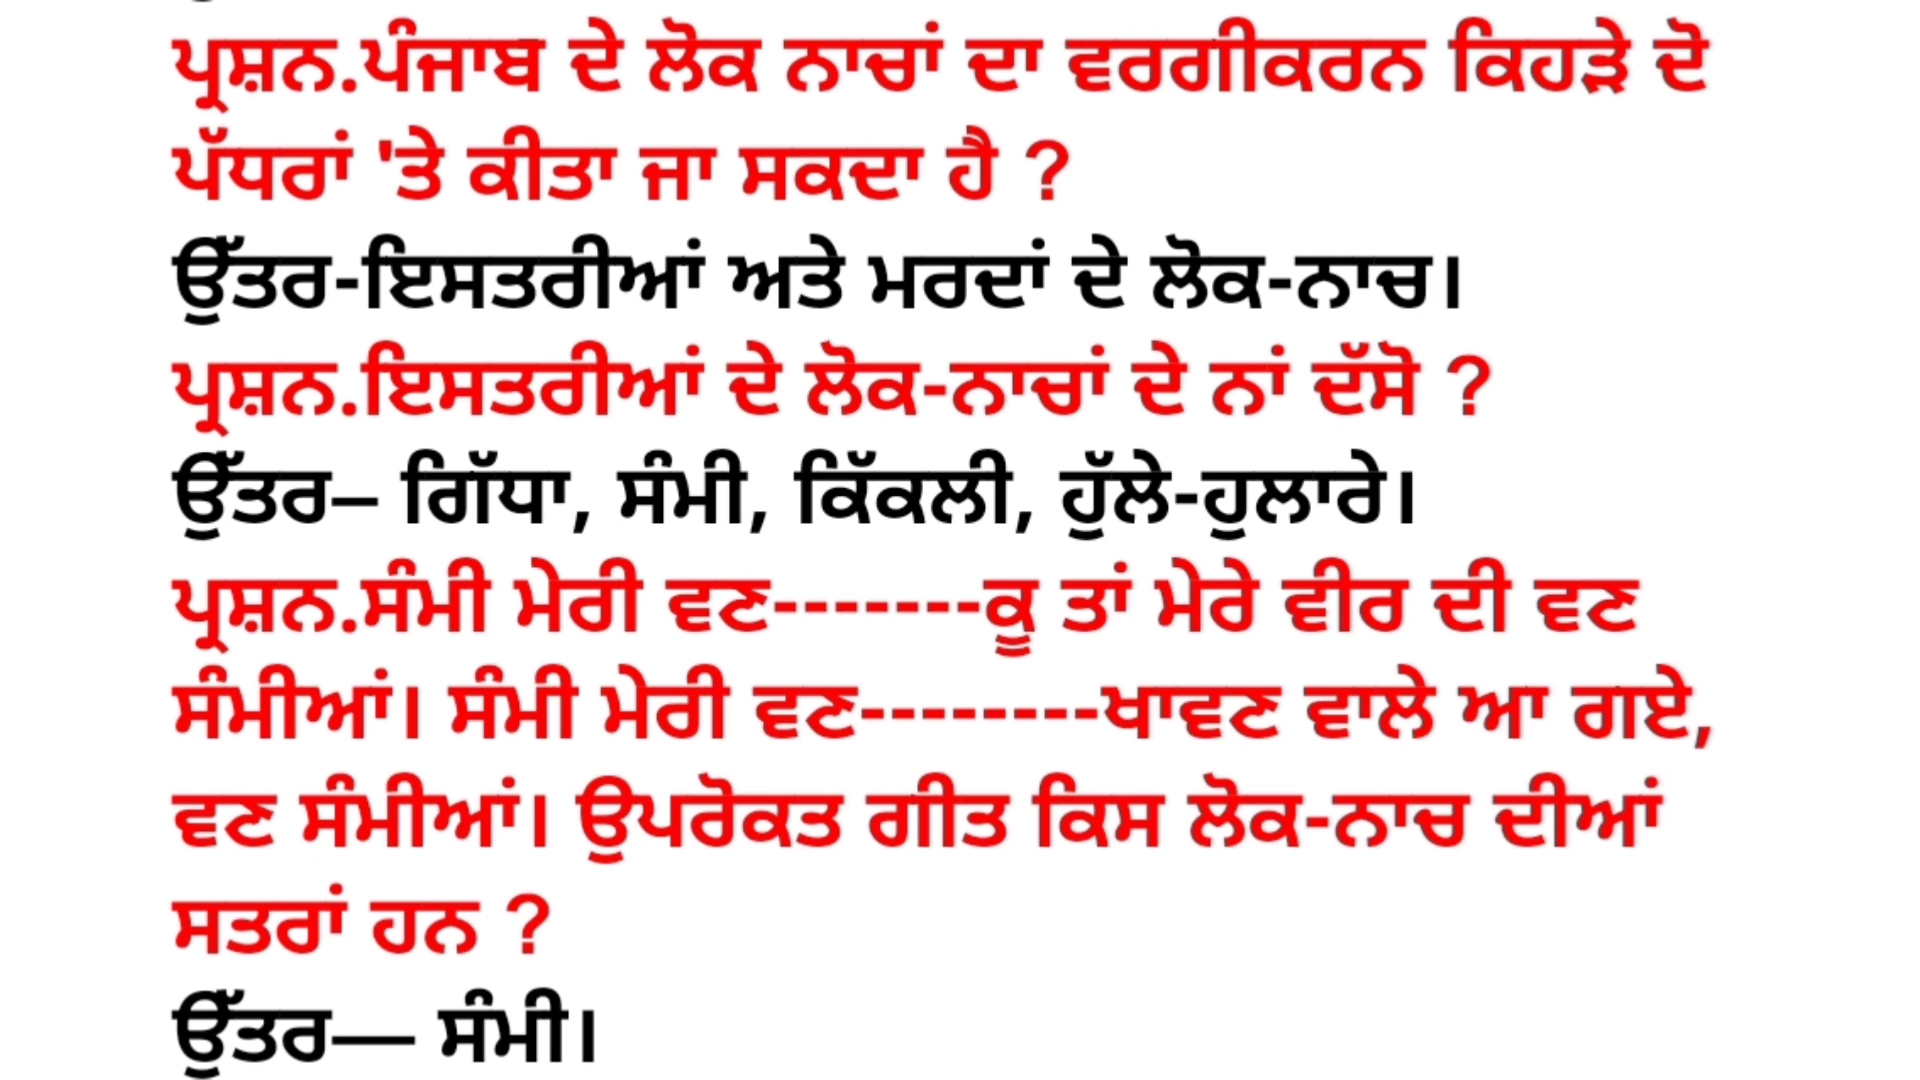 ਪ੍ਰਸ਼ਨ.ਪੰਜਾਬ ਦੇ ਲੋਕ ਨਾਚਾਂ ਦਾ ਵਰਗੀਕਰਨ ਕਿਹੜੇ ਦੋ
ਪੱਧਰਾਂ 'ਤੇ ਕੀਤਾ ਜਾ ਸਕਦਾ ਹੈ ?
ਉੱਤਰ-ਇਸਤਰੀਆਂ ਅਤੇ ਮਰਦਾਂ ਦੇ ਲੋਕ-ਨਾਚ।
ਪ੍ਰਸ਼ਨ.ਇਸਤਰੀਆਂ ਦੇ ਲੋਕ-ਨਾਚਾਂ ਦੇ ਨਾਂ ਦੱਸੋ ?
ਉੱਤਰ– ਗਿੱਧਾ, ਸੰਮੀ, ਕਿੱਕਲੀ, ਹੁੱਲੇ-ਹੁਲਾਰੇ।
ਪ੍ਰਸ਼ਨ.ਸੰਮੀ ਮੇਰੀ ਵਣ-------ਕੂ ਤਾਂ ਮੇਰੇ ਵੀਰ ਦੀ ਵਣ
ਸੰਮੀਆਂ। ਸੰਮੀ ਮੇਰੀ ਵਣ--------ਖਾਵਣ ਵਾਲੇ ਆ ਗਏ,
ਵਣ ਸੰਮੀਆਂ। ਉਪਰੋਕਤ ਗੀਤ ਕਿਸ ਲੋਕ-ਨਾਚ ਦੀਆਂ
ਸਤਰਾਂ ਹਨ ?
ਉੱਤਰ— ਸੰਮੀ।